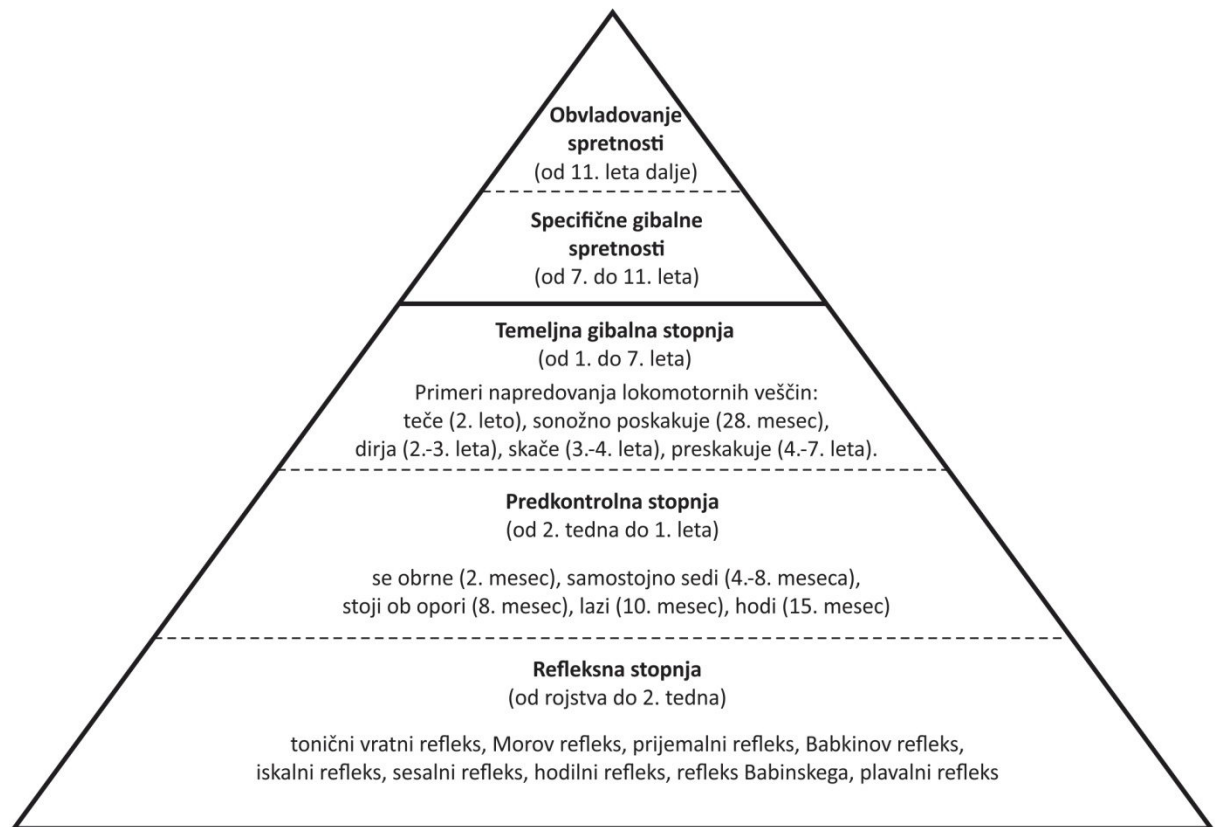 Obvladovanje
spretnosti
(od 11. leta dalje)
Specifične gibalne
spretnosti
(od 7. do 11. leta)
Temeljna gibalna stopnja
(od 1. do 7. leta)
Primeri napredovanja lokomotornih veščin:
teče (2. leto), sonožno poskakuje (28. mesec),
dirja (2.-3. leta), skače (3.-4. leta), preskakuje (4.-7. leta).
Predkontrolna stopnja
(od 2. tedna do 1. leta)
se obrne (2. mesec), samostojno sedi (4.-8. meseca),
stoji ob opori (8. mesec), lazi (10. mesec), hodi (15. mesec)
Refleksna stopnja
(od rojstva do 2. tedna)
tonični vratni refleks, Morov refleks, prijemalni refleks, Babkinov refleks,
iskalni refleks, sesalni refleks, hodilni refleks, refleks Babinskega, plavalni refleks